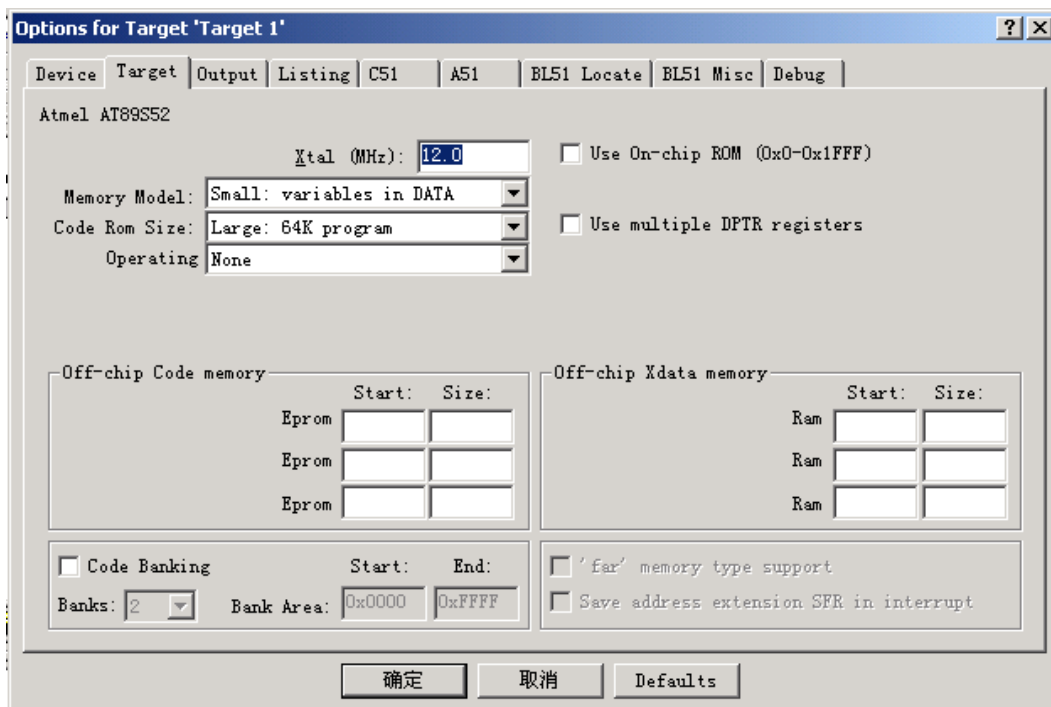 Options for Target 'Target 1'
Device Target Output Listing C51 A51 BL51 Locate BL51 Misc Debug
Atmel AT89S52
Xtal (MHz): 12.0 Use On-chip ROM (0x0-0x1FFF)
Memory Model: Small: variables in DATA
Code Rom Size: Large: 64K program Use multiple DPTR registers
Operating None
Off-chip Code memory
Start: Size:
Eprom
Eprom
Eprom
Off-chip Xdata memory
Start: Size:
Ram
Ram
Ram
Code Banking Start: End:
Banks: 2 Bank Area: 0x0000 0xFFFF
'far' memory type support
Save address extension SFR in interrupt
确定 取消 Defaults